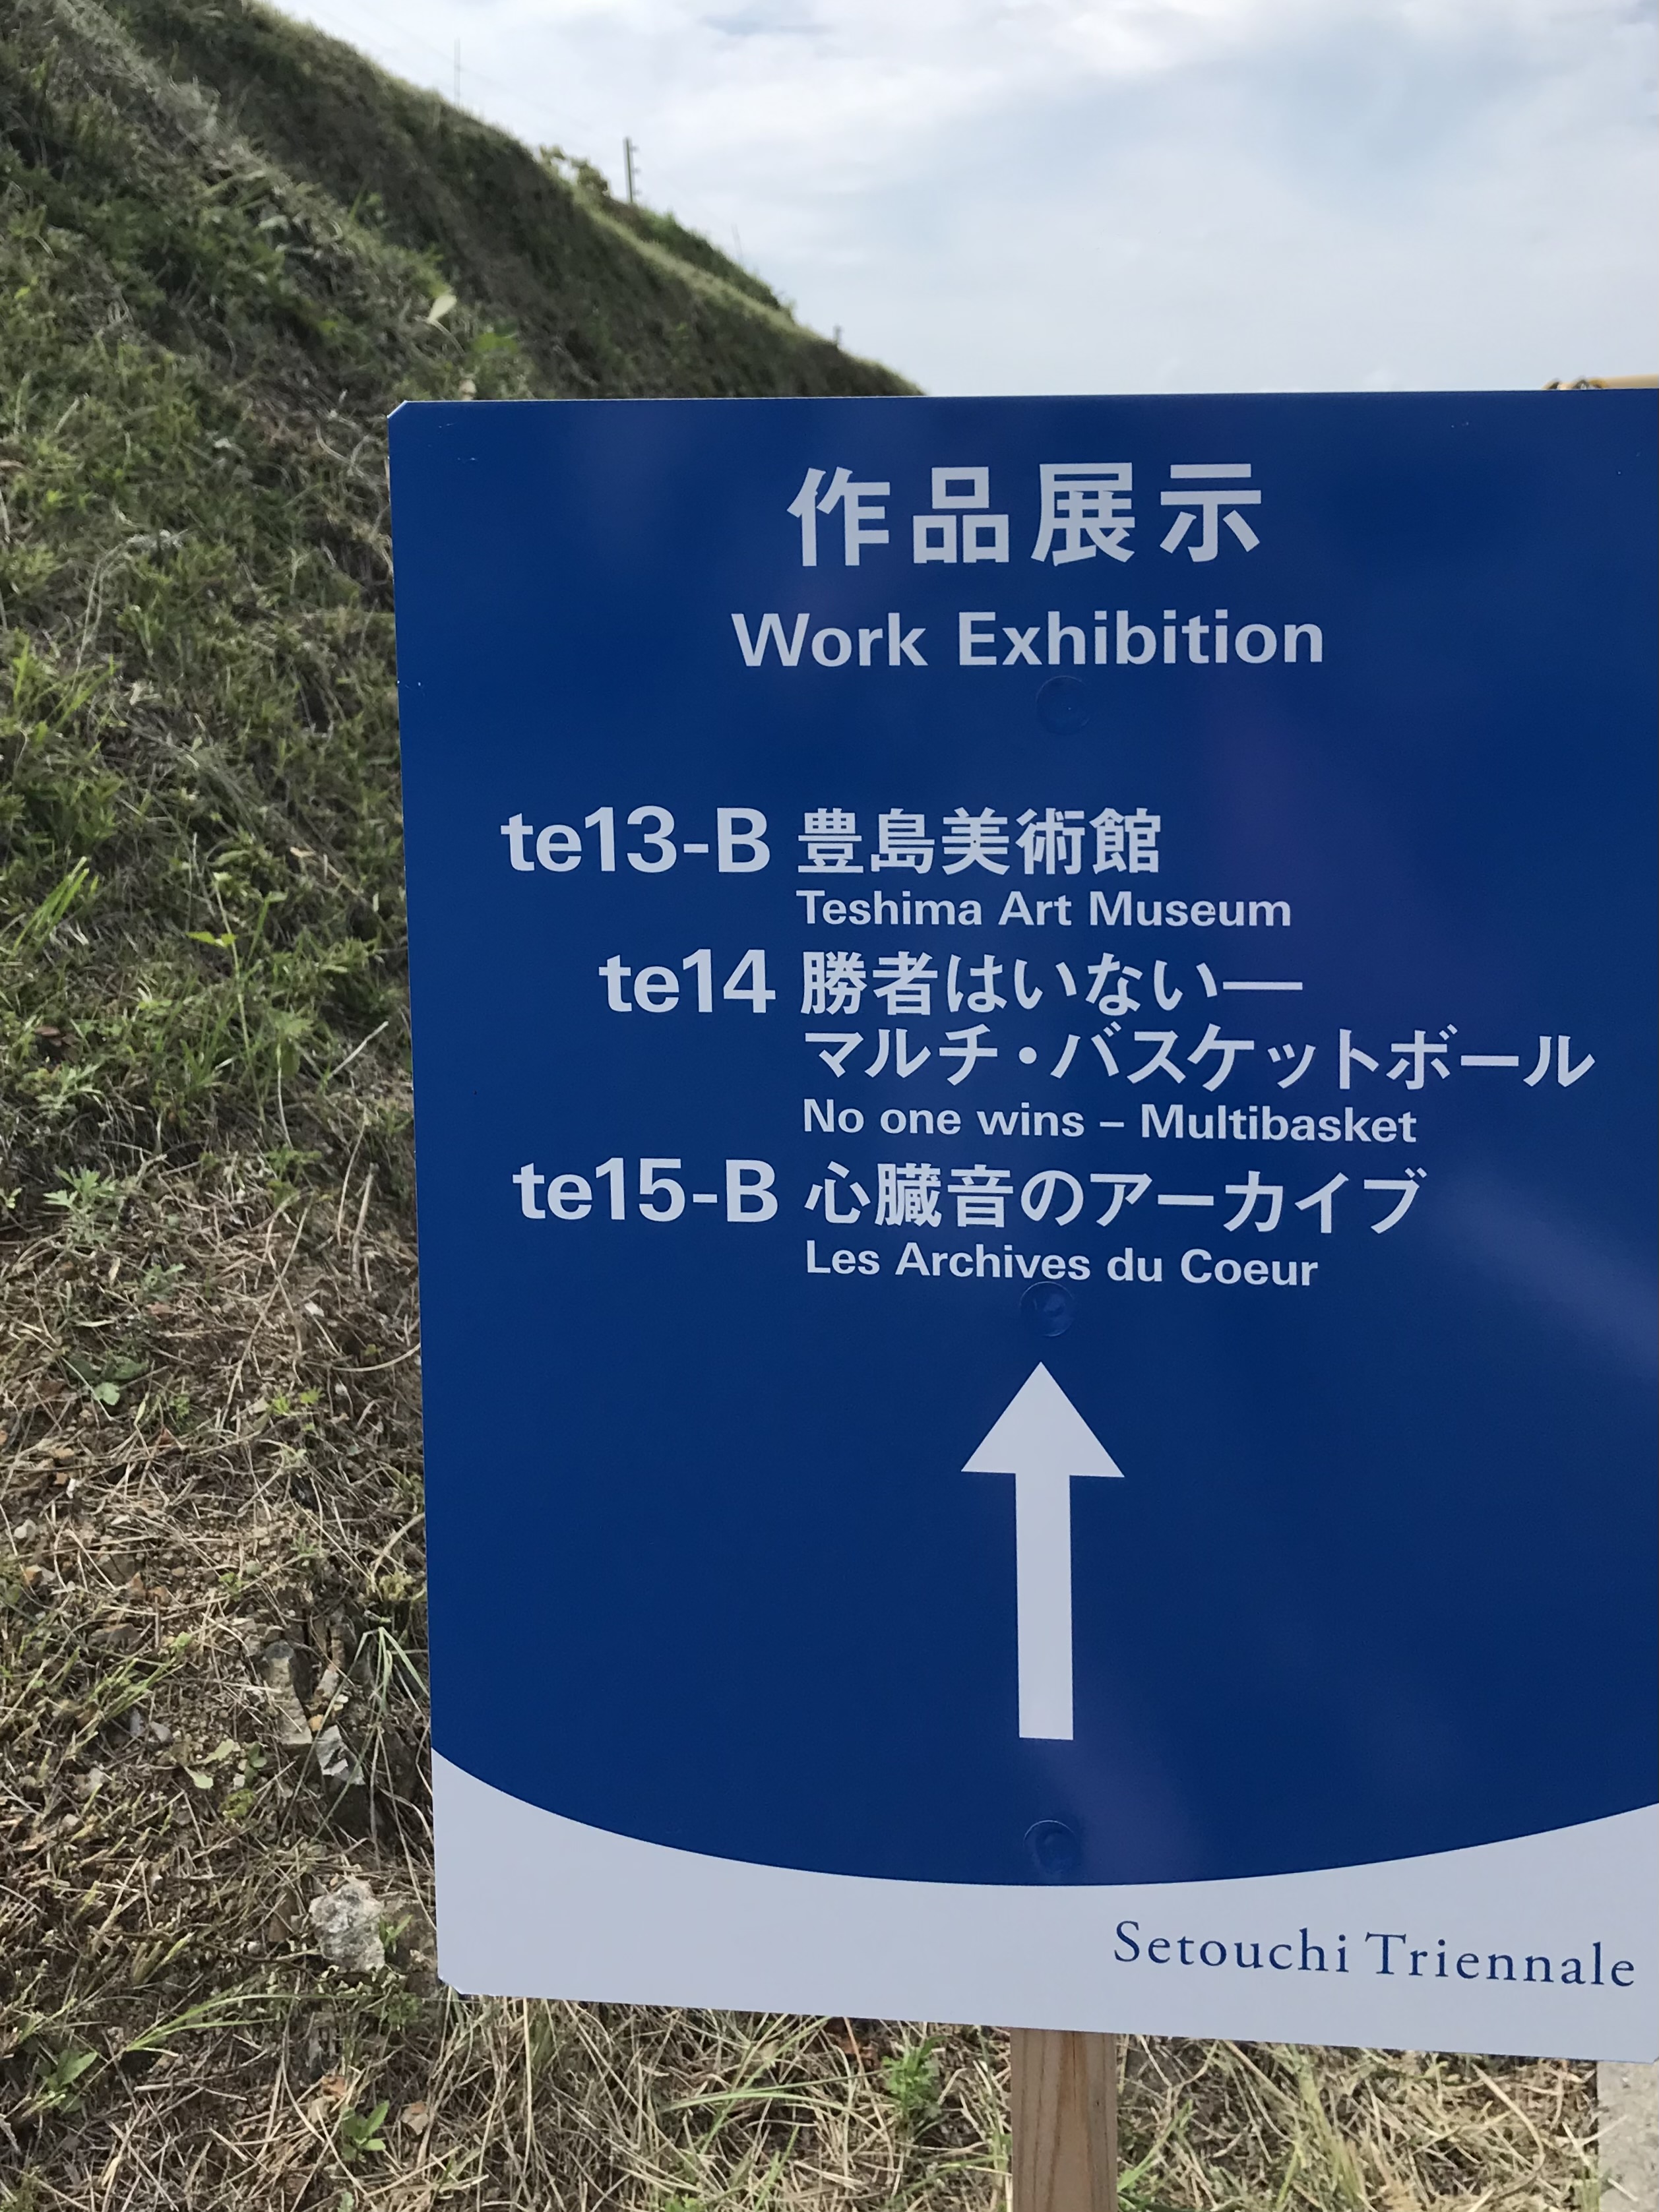 作品展示
Work Exhibition
te13-B 豊島美術館
Teshima Art Museum
te14 勝者はいない—
マルチ・バスケットボール
No one wins – Multibasket
te15-B 心臓音のアーカイブ
Les Archives du Coeur
Setouchi Triennale